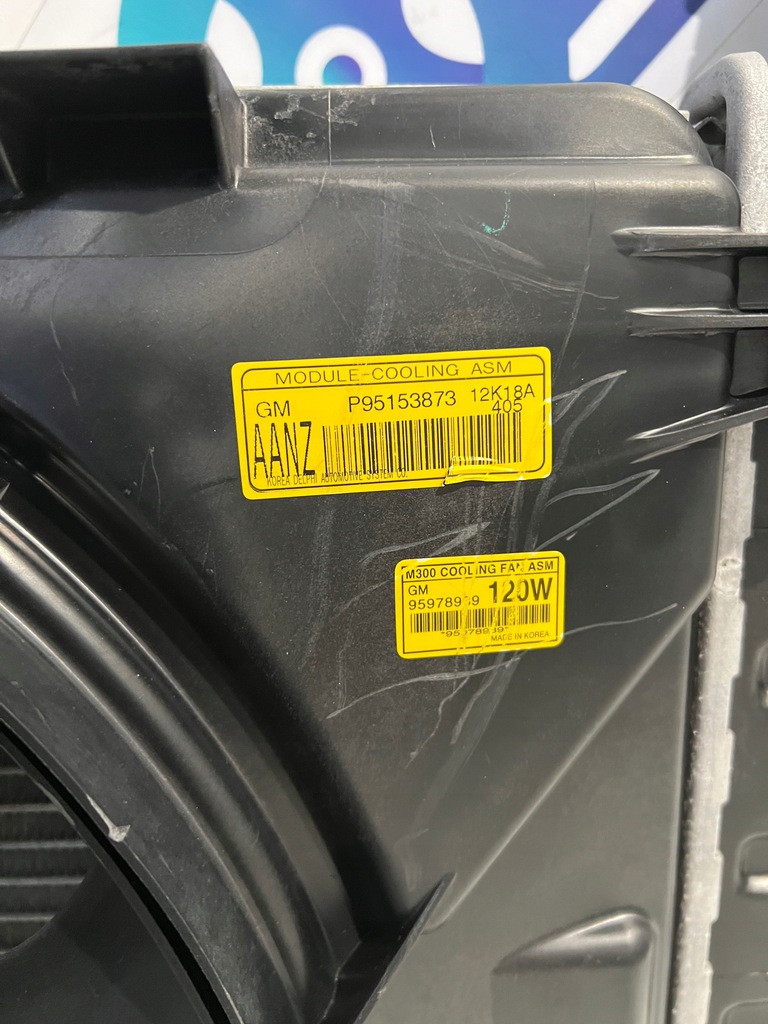 MODULE-COOLING ASM
GM P95153873 12K18A
405
AANZ
KOREA DELPHI AUTOMOTIVE SYSTEM CO.
M300 COOLING FAN ASM
GM 120W
MADE IN KOREA